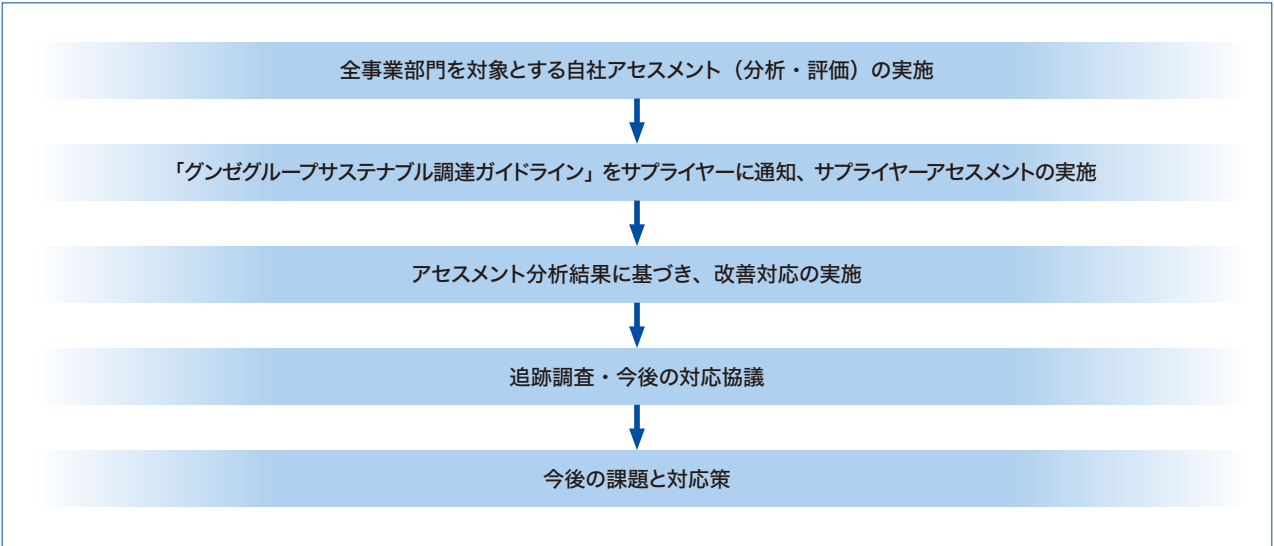 全事業部門を対象とする自社アセスメント（分析・評価）の実施
「グンゼグループサステナブル調達ガイドライン」をサプライヤーに通知、サプライヤーアセスメントの実施
アセスメント分析結果に基づき、改善対応の実施
追跡調査・今後の対応協議
今後の課題と対応策